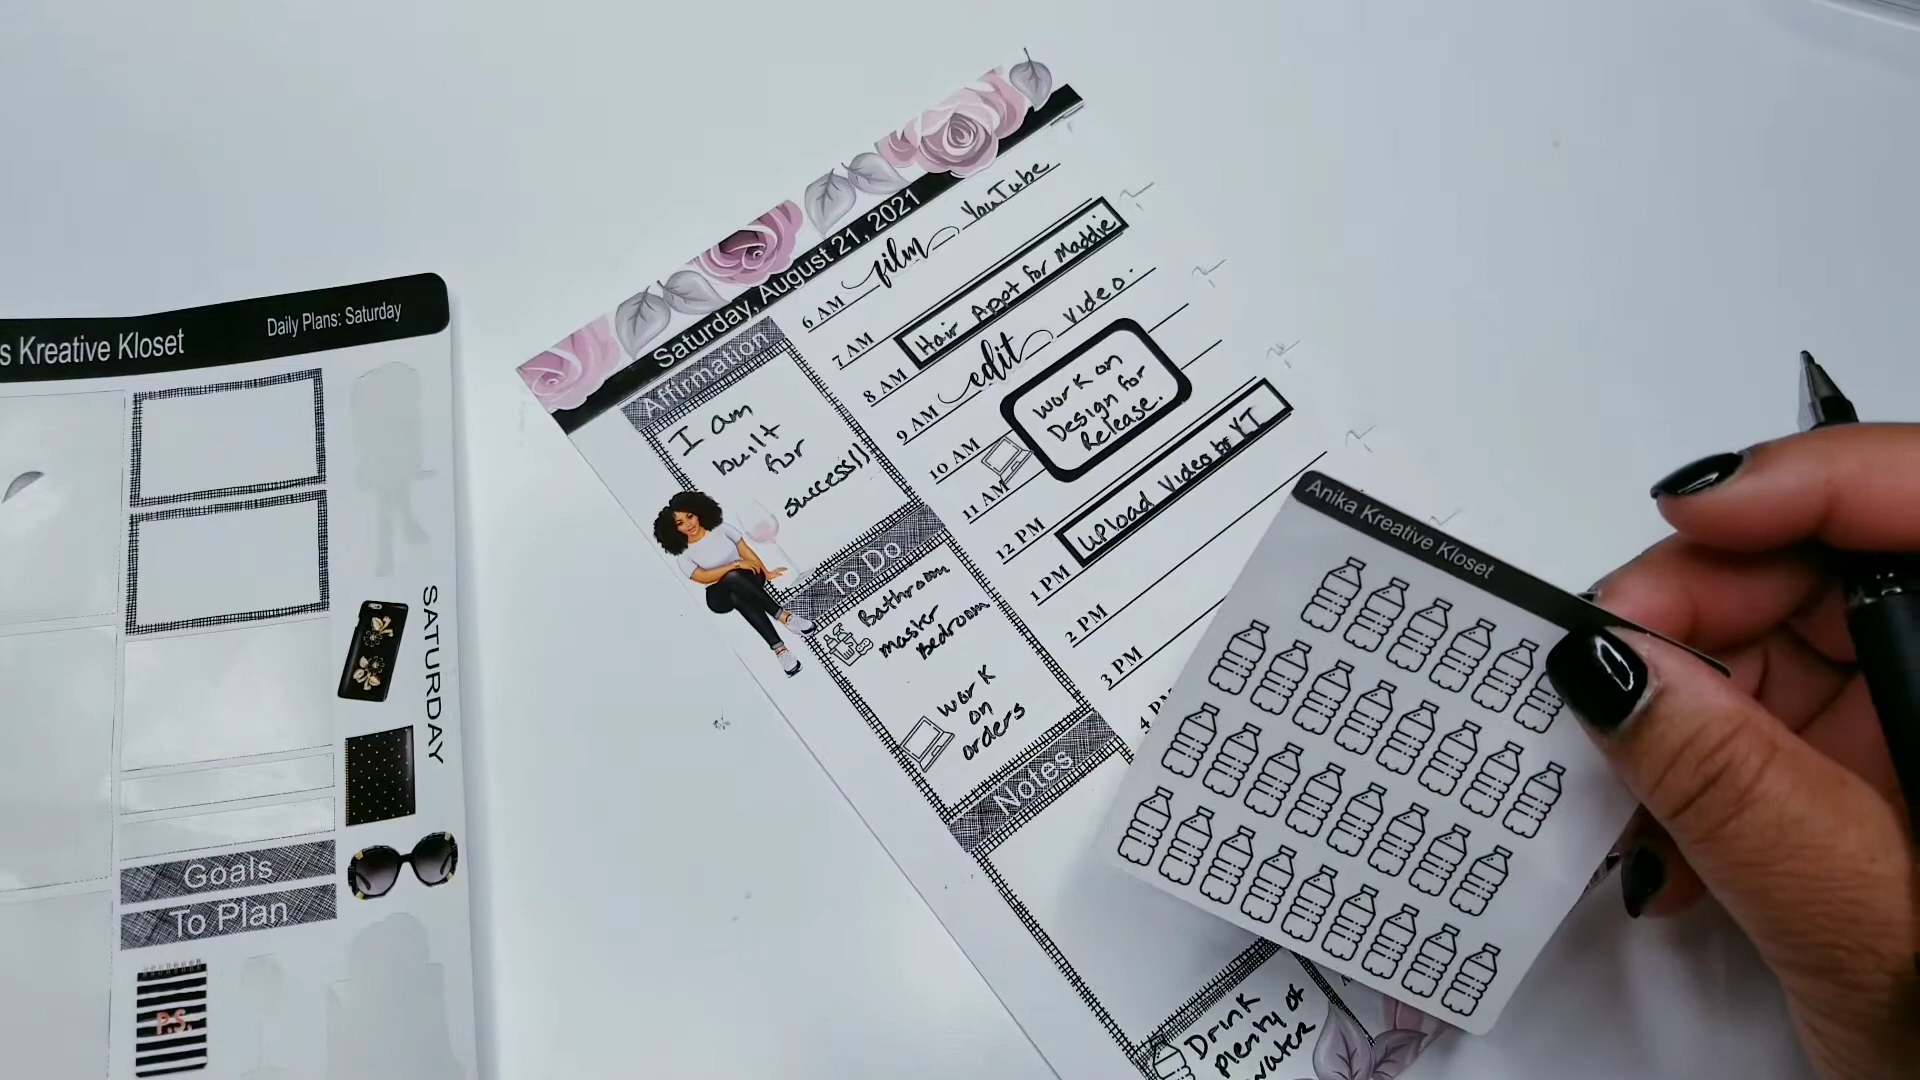 s Kreative Kloset
Daily Plans: Saturday
SATURDAY
Goals
To Plan
P.S.
Saturday, August 21, 2021
Affirmation
I am
built
for
success!!
To Do
Bathroom
master
Bedroom
work
on
orders
Notes
Drink
plenty of
water
6 AM
film
YouTube
7 AM
Hair Appt for Maddie
8 AM
edit
video.
9 AM
10 AM
Work on
Design for
Release.
11 AM
12 PM
Upload Video to YT
1 PM
2 PM
3 PM
4 P
Anika Kreative Kloset